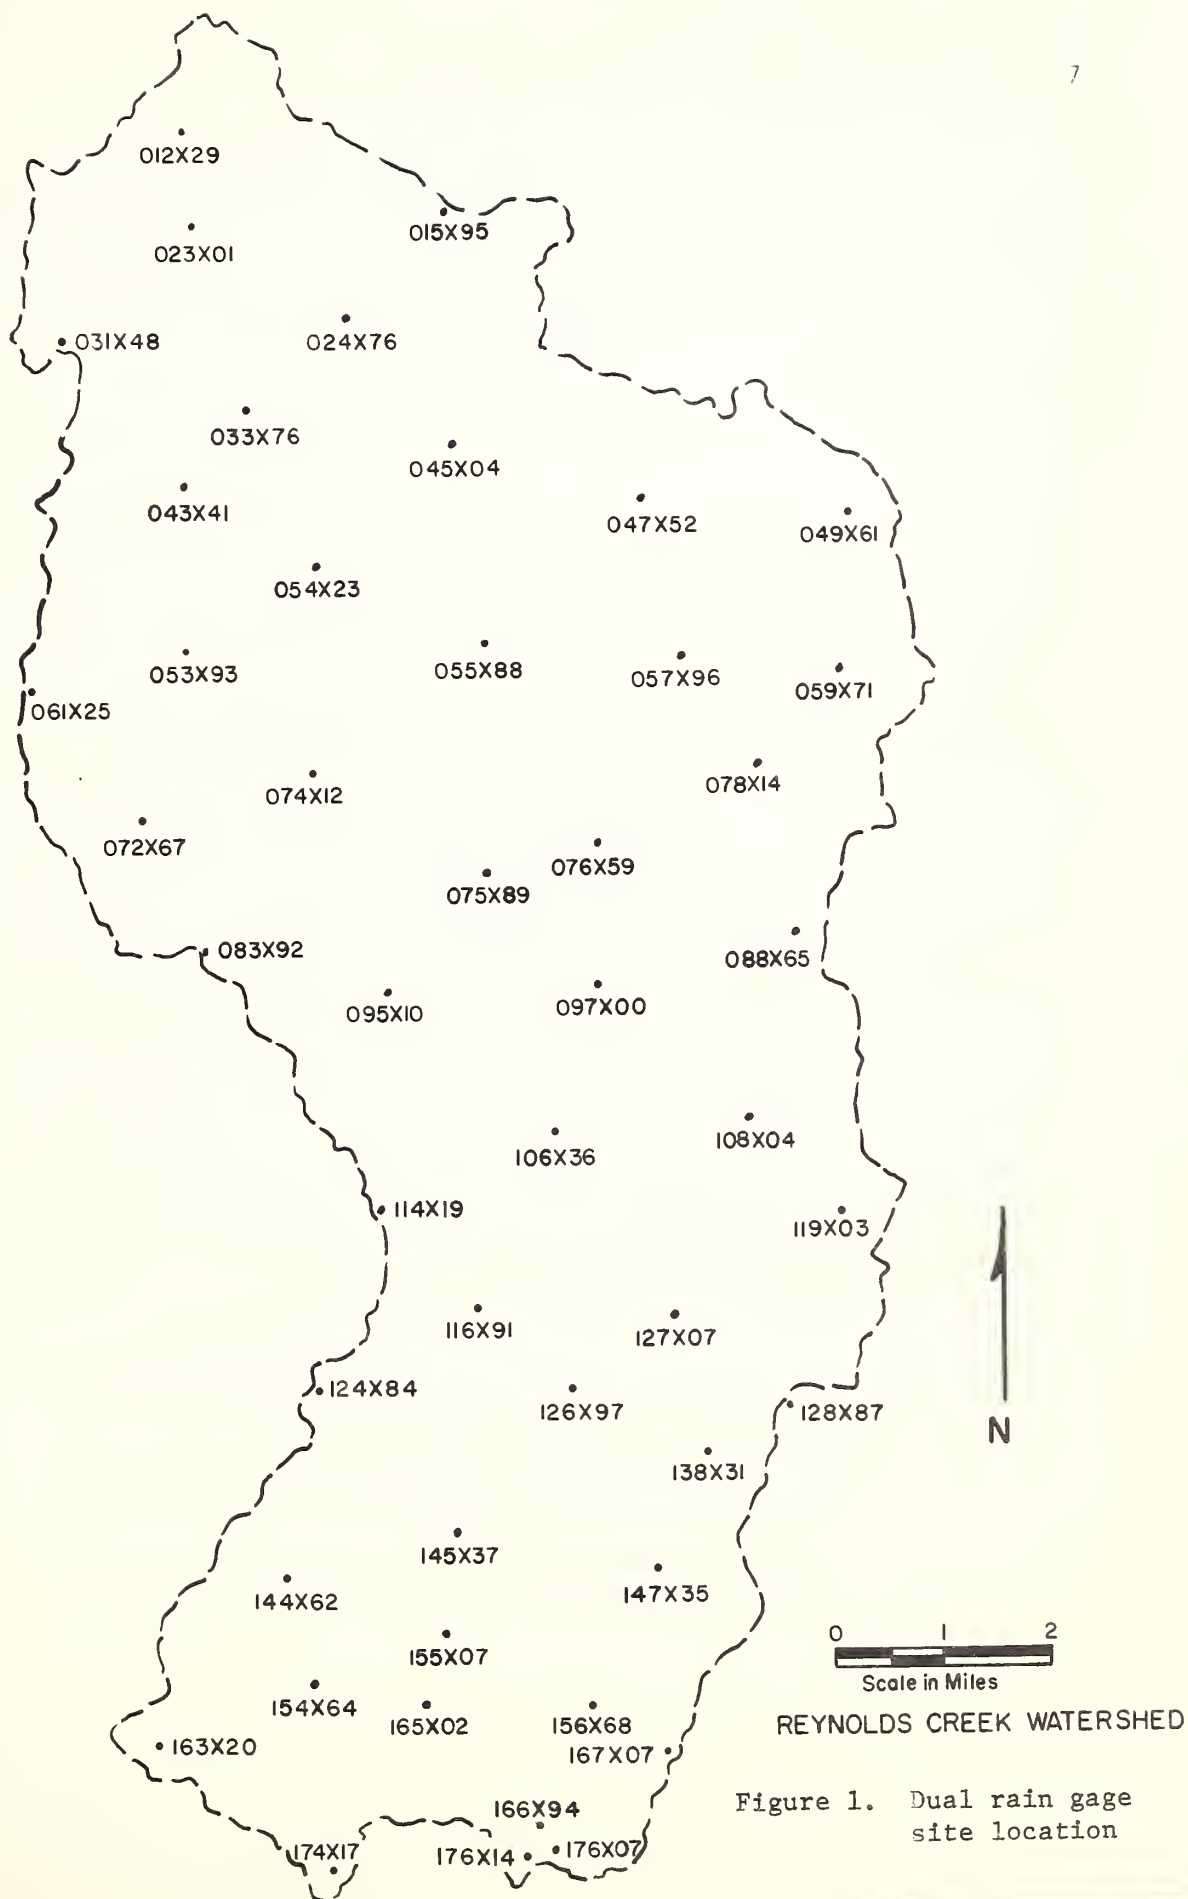 7
012X29
015X95
023X01
031X48
024X76
033X76
045X04
043X41
047X52
049X61
054X23
053X93
055X88
057X96
059X71
061X25
074X12
078X14
072X67
076X59
075X89
083X92
088X65
095X10
097X00
106X36
108X04
114X19
119X03
116X91
127X07
124X84
126X97
128X87
N
138X31
145X37
144X62
147X35
0 1 2
155X07
Scale in Miles
154X64
165X02
156X68
REYNOLDS CREEK WATERSHED
163X20
167X07
166X94
Figure 1. Dual rain gage
site location
174X17
176X14
176X07